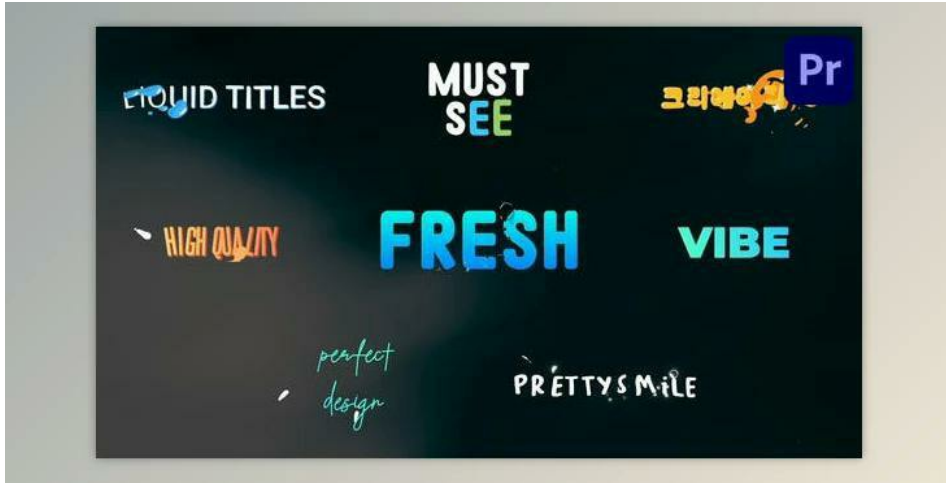 LIQUID TITLES
MUST
SEE
Pr
HIGH QUALITY
FRESH
VIBE
perfect
design
PRETTYSMiLE